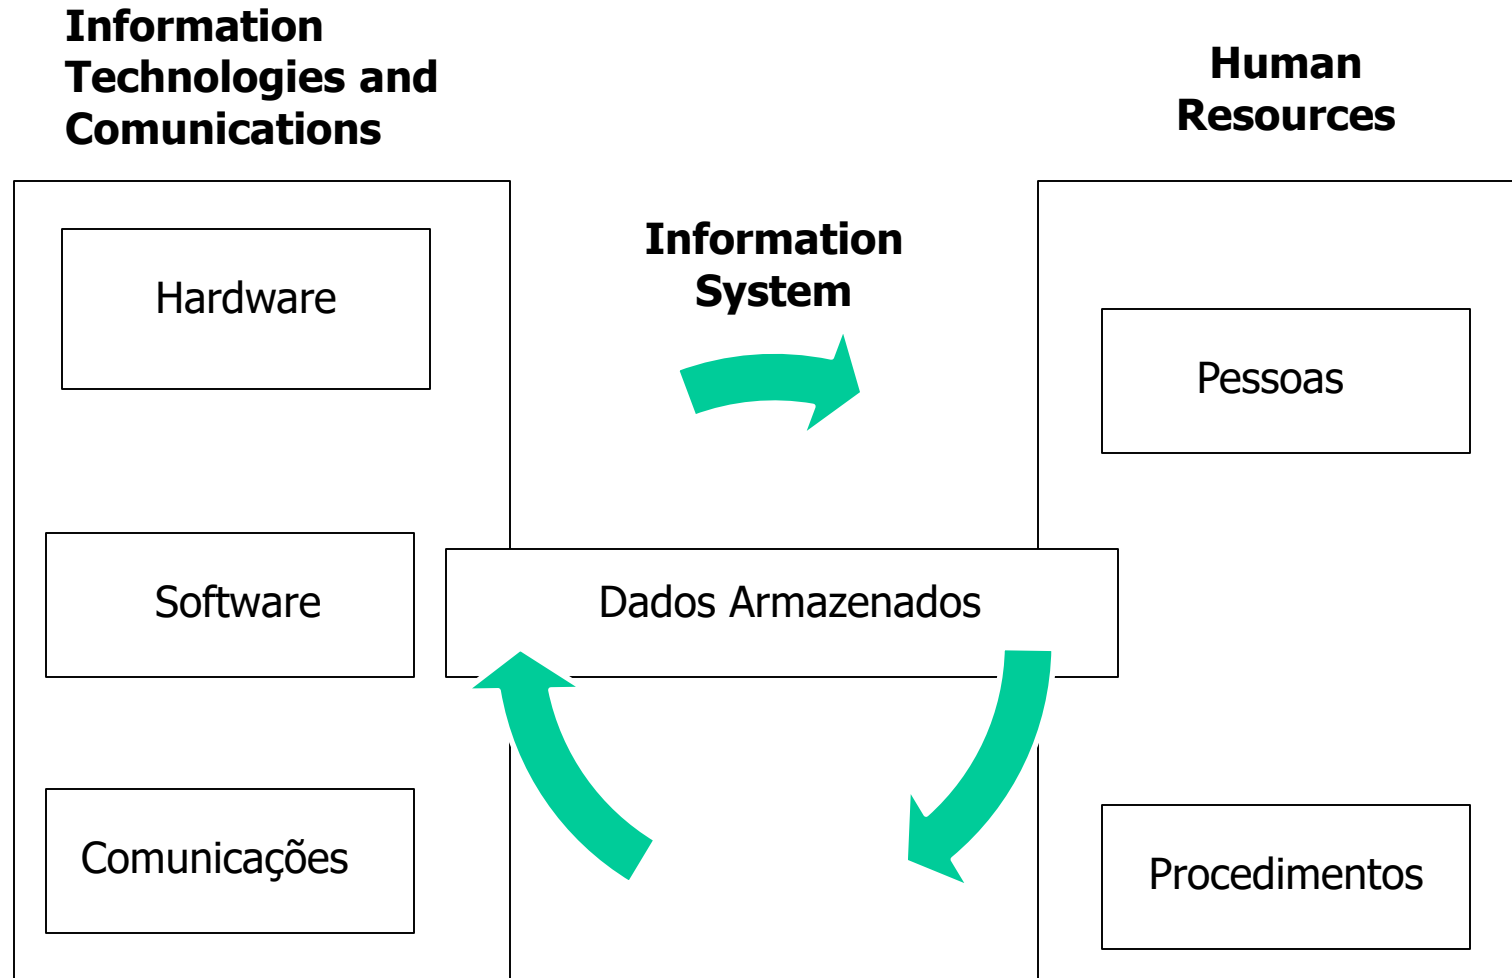 Information
Technologies and
Comunications
Human
Resources
Information
System
Hardware
Pessoas
Software
Dados Armazenados
Comunicações
Procedimentos